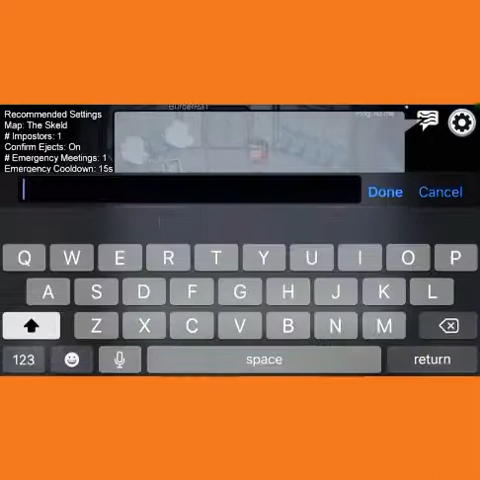 Recommended Settings
Map: The Skeld
# Impostors: 1
Confirm Ejects: On
# Emergency Meetings: 1
Emergency Cooldown: 15s
Done Cancel
Q W E R T Y U I O P
A S D F G H J K L
Z X C V B N M
123 space return